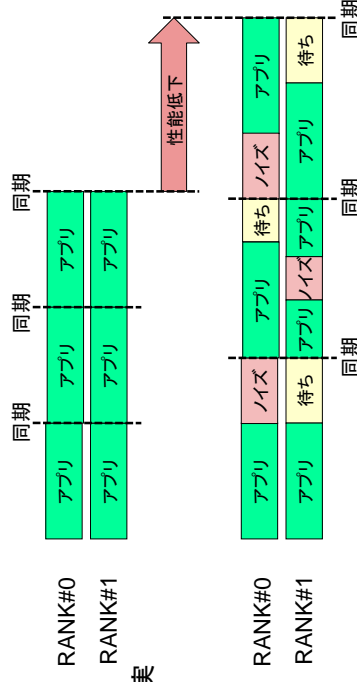 同期 同期 同期
RANK#0 アプリ アプリ アプリ
RANK#1 アプリ アプリ アプリ
実
性能低下
RANK#0 アプリ ノイズ アプリ 待ち ノイズ アプリ
RANK#1 アプリ 待ち アプリ ノイズ アプリ アプリ 待ち
同期 同期 同期